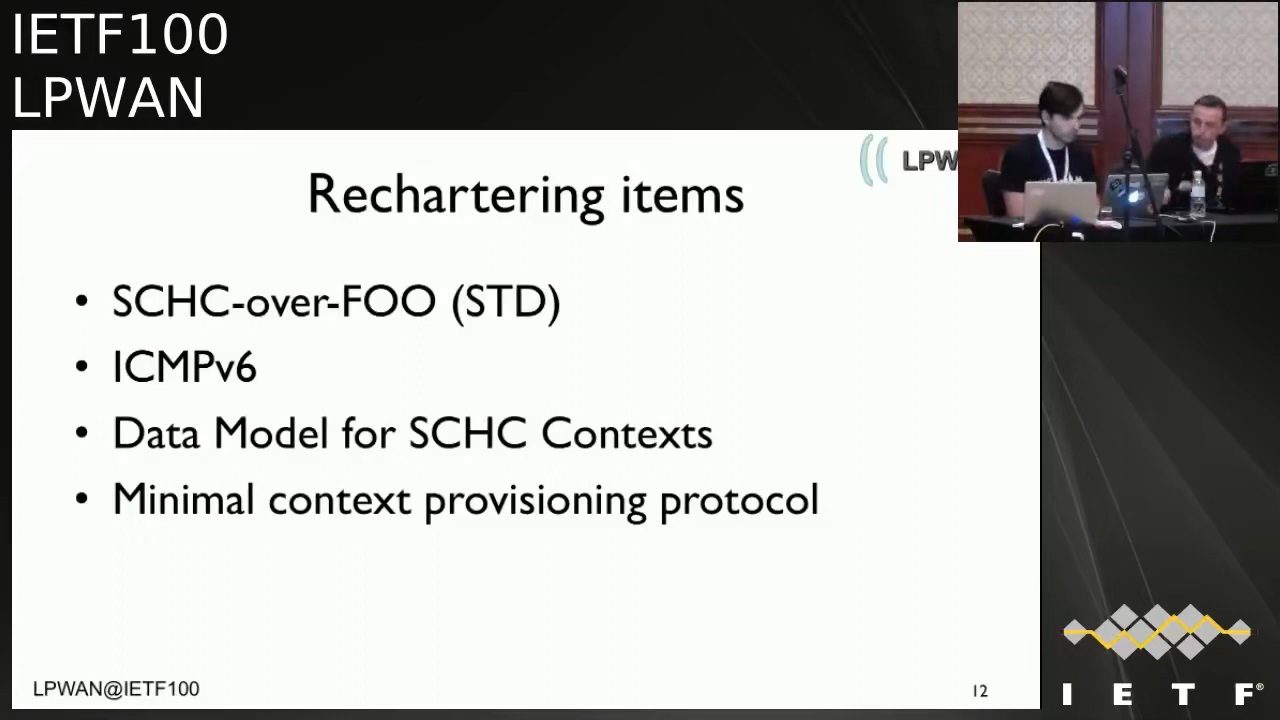 IETF100
LPWAN
LPW
Rechartering items
• SCHC-over-FOO (STD)
• ICMPv6
• Data Model for SCHC Contexts
• Minimal context provisioning protocol
LPWAN@IETF100
12
I E T F®